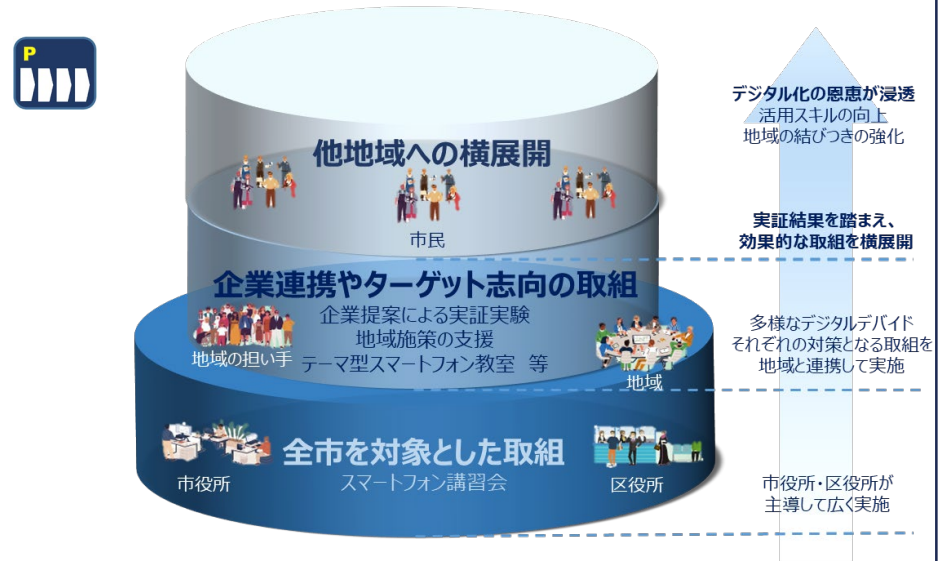 P
他地域への横展開
市民
企業連携やターゲット志向の取組
企業提案による実証実験
地域施策の支援
テーマ型スマートフォン教室 等
地域の担い手
地域
全市を対象とした取組
スマートフォン講習会
市役所
区役所
デジタル化の恩恵が浸透
活用スキルの向上
地域の結びつきの強化
実証結果を踏まえ、
効果的な取組を横展開
多様なデジタルデバイド
それぞれの対策となる取組を
地域と連携して実施
市役所・区役所が
主導して広く実施